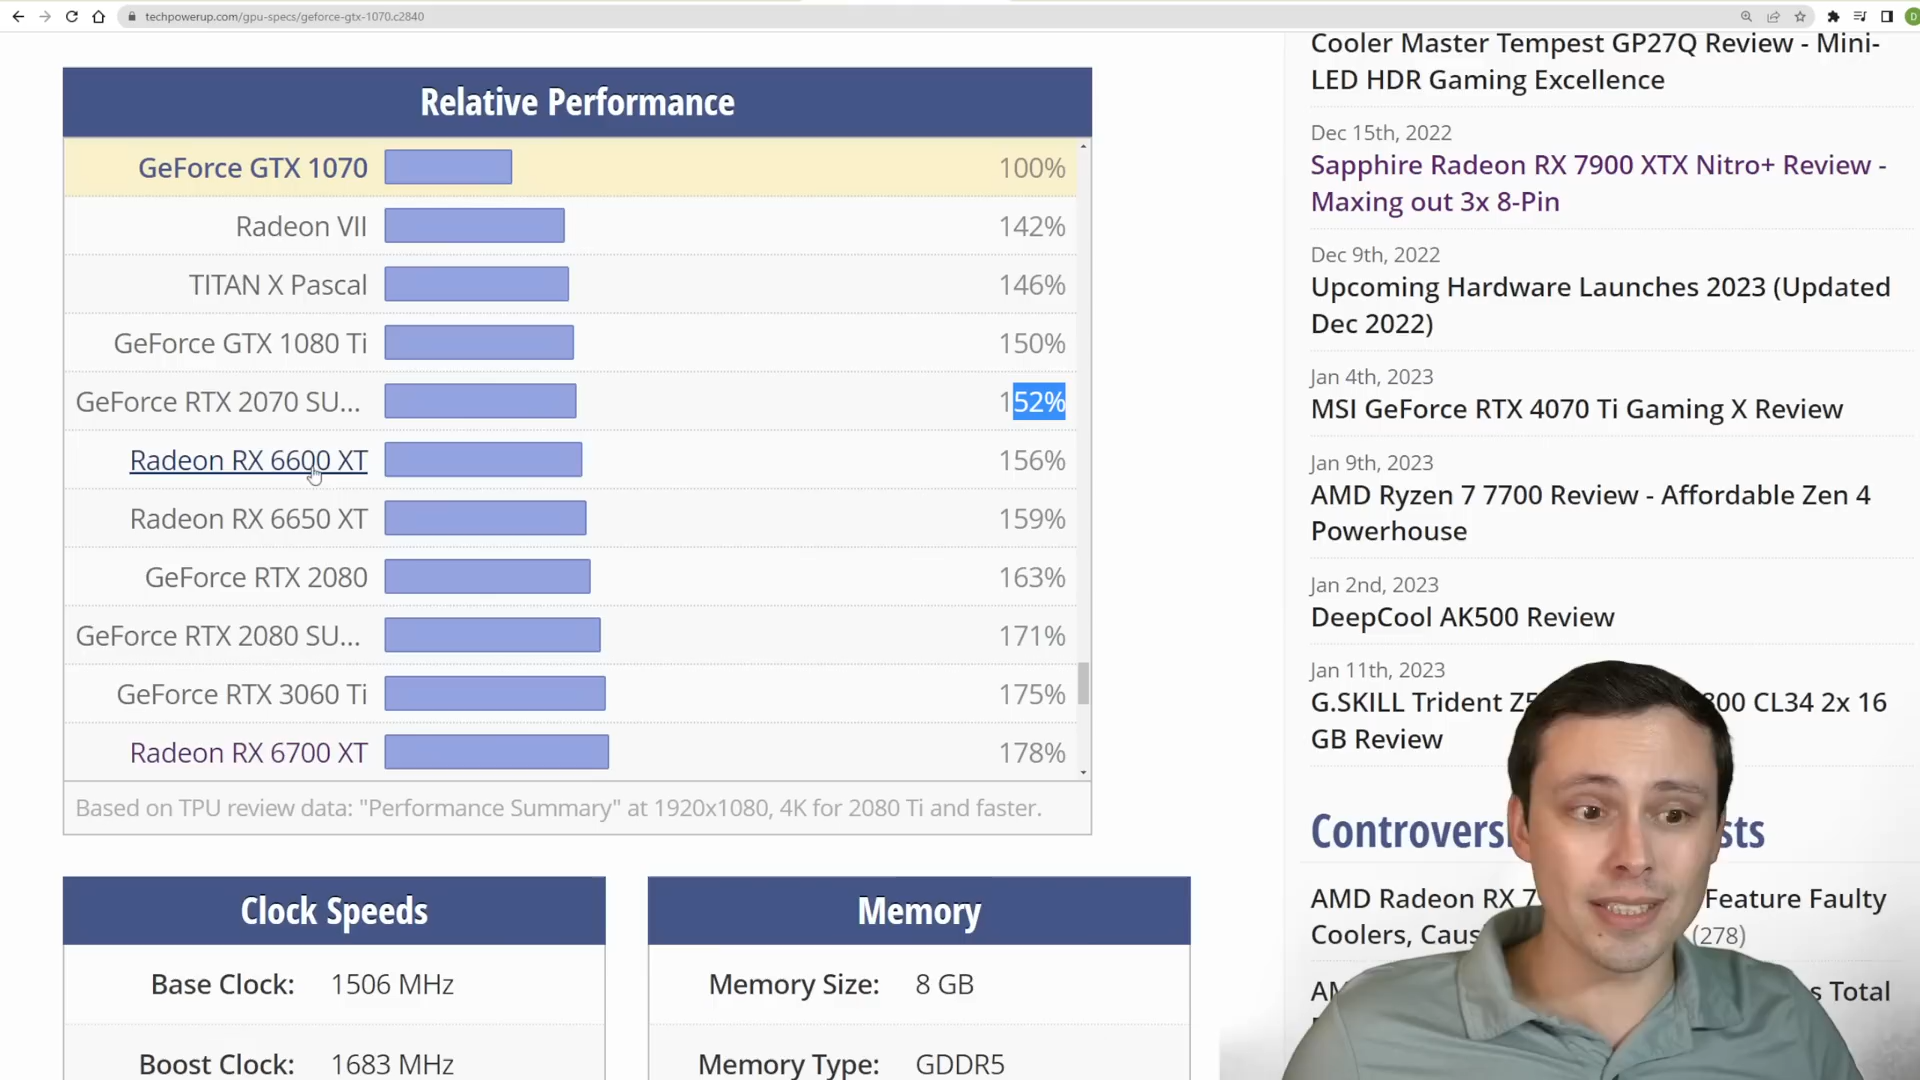 techpowerup.com/gpu-specs/geforce-gtx-1070.c2840
D
Relative Performance
GeForce GTX 1070 100%
Radeon VII 142%
TITAN X Pascal 146%
GeForce GTX 1080 Ti 150%
GeForce RTX 2070 SU... 152%
Radeon RX 6600 XT 156%
Radeon RX 6650 XT 159%
GeForce RTX 2080 163%
GeForce RTX 2080 SU... 171%
GeForce RTX 3060 Ti 175%
Radeon RX 6700 XT 178%
Based on TPU review data: "Performance Summary" at 1920x1080, 4K for 2080 Ti and faster.
Clock Speeds
Base Clock: 1506 MHz
Boost Clock: 1683 MHz
Memory
Memory Size: 8 GB
Memory Type: GDDR5
Cooler Master Tempest GP27Q Review - Mini-
LED HDR Gaming Excellence
Dec 15th, 2022
Sapphire Radeon RX 7900 XTX Nitro+ Review -
Maxing out 3x 8-Pin
Dec 9th, 2022
Upcoming Hardware Launches 2023 (Updated
Dec 2022)
Jan 4th, 2023
MSI GeForce RTX 4070 Ti Gaming X Review
Jan 9th, 2023
AMD Ryzen 7 7700 Review - Affordable Zen 4
Powerhouse
Jan 2nd, 2023
DeepCool AK500 Review
Jan 11th, 2023
G.SKILL Trident 00 CL34 2x 16
GB Review
AMD Radeon RX Feature Faulty
Coolers, (278)
Total